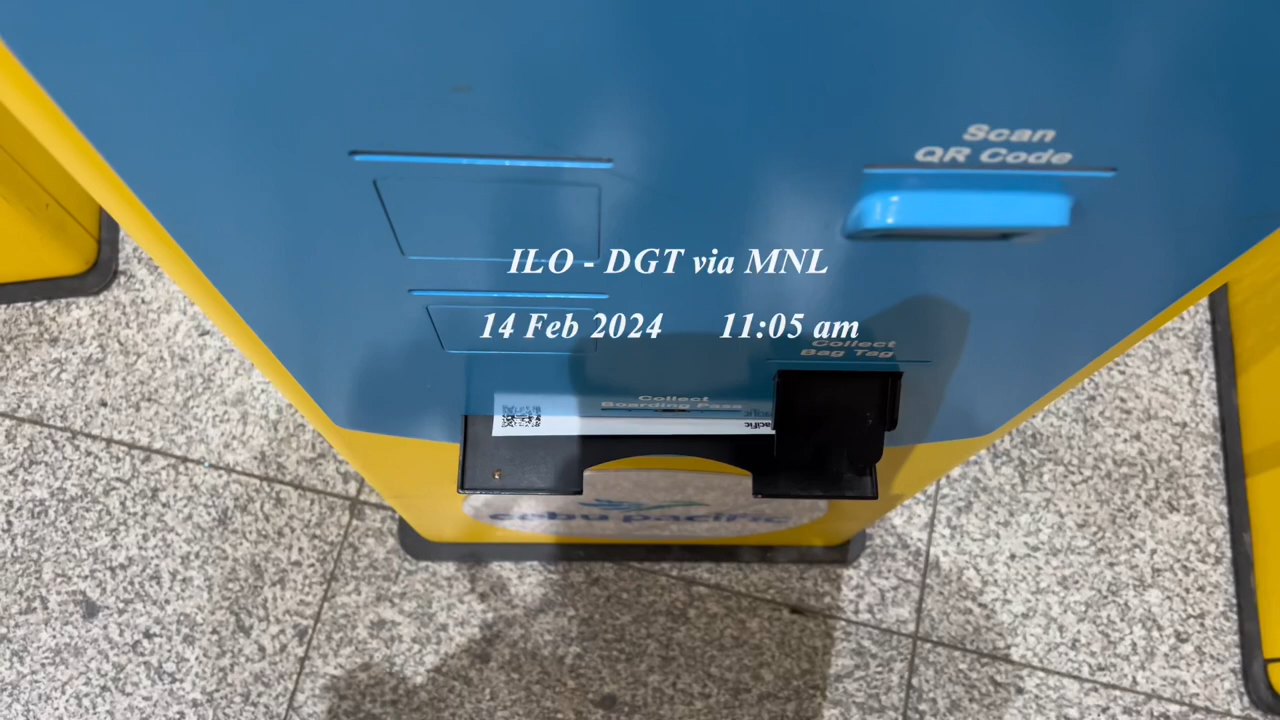 Scan
QR Code
ILO - DGT via MNL
14 Feb 2024 11:05 am
Collect
Bag Tag
Collect
Boarding Pass
acific
cebu pacific